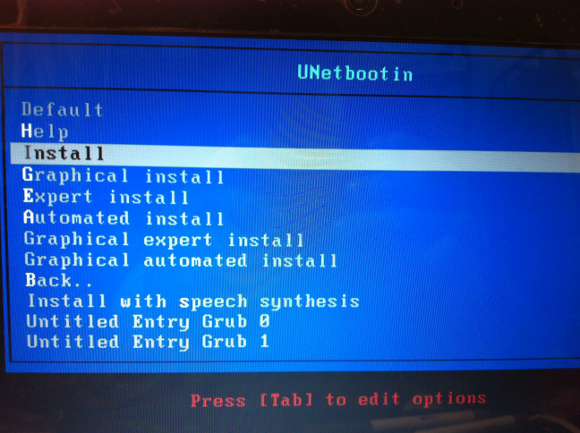 UNetbootin
Default
Help
Install
Graphical install
Expert install
Automated install
Graphical expert install
Graphical automated install
Back..
Install with speech synthesis
Untitled Entry Grub 0
Untitled Entry Grub 1
Press [Tab] to edit options